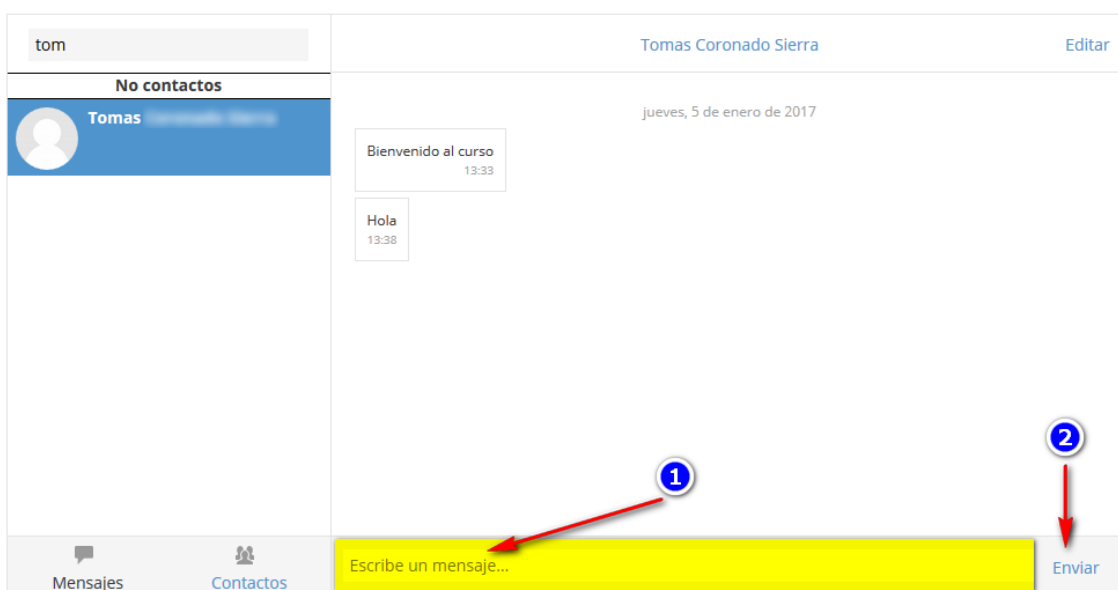 tom
Tomas Coronado Sierra
Editar
No contactos
Tomas
jueves, 5 de enero de 2017
Bienvenido al curso
13:33
Hola
13:38
1
2
Mensajes
Contactos
Escribe un mensaje...
Enviar